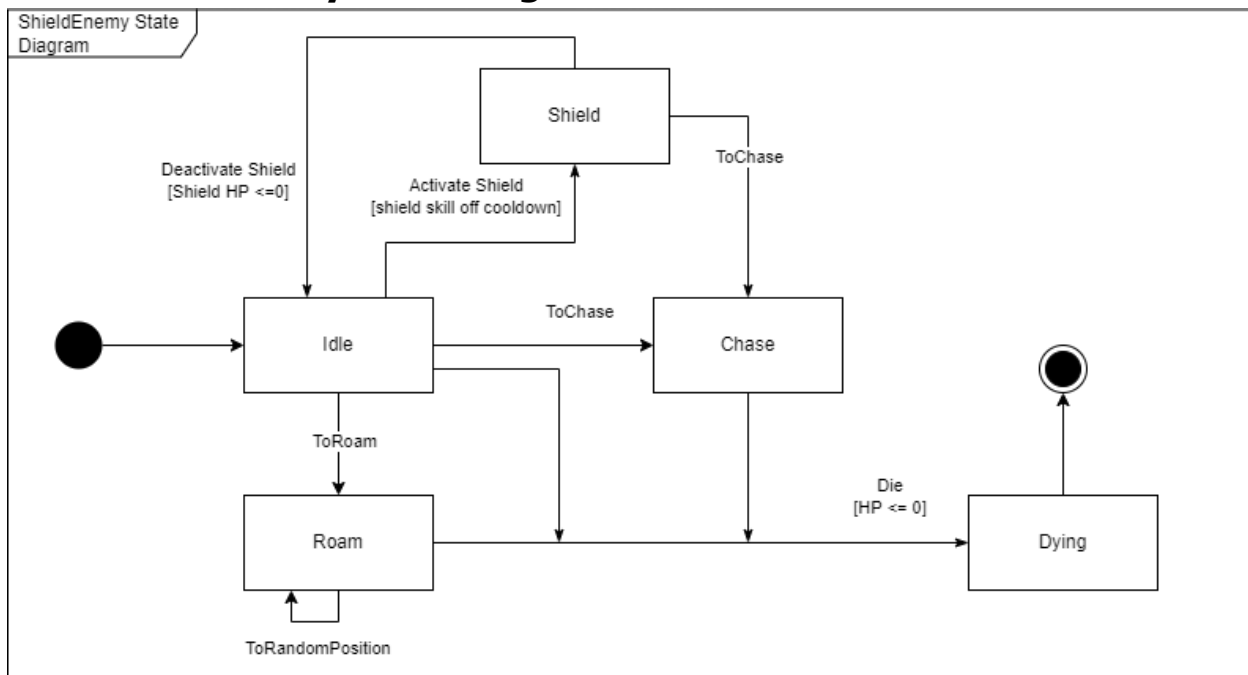 ShieldEnemy State
Diagram
Shield
ToChase
Deactivate Shield
[Shield HP <=0]
Activate Shield
[shield skill off cooldown]
ToChase
Idle
Chase
ToRoam
Die
[HP <= 0]
Roam
Dying
ToRandomPosition